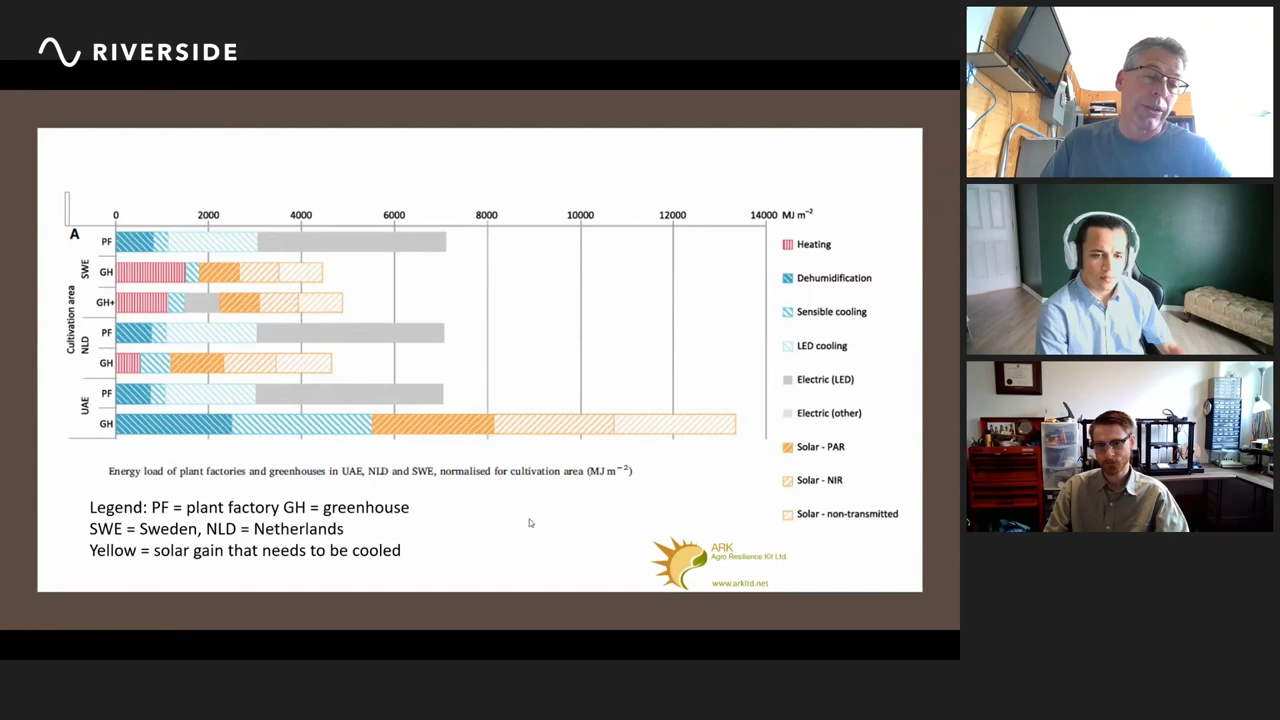 RIVERSIDE
0 2000 4000 6000 8000 10000 12000 14000 MJ m⁻²
A
Cultivation area
SWE
PF
GH
GH+
NLD
PF
GH
UAE
PF
GH
Heating
Dehumidification
Sensible cooling
LED cooling
Electric (LED)
Electric (other)
Solar - PAR
Solar - NIR
Solar - non-transmitted
Energy load of plant factories and greenhouses in UAE, NLD and SWE, normalised for cultivation area (MJ m⁻²)
Legend: PF = plant factory GH = greenhouse
SWE = Sweden, NLD = Netherlands
Yellow = solar gain that needs to be cooled
ARK
Agro Resilience Kit Ltd.
www.arkltd.net